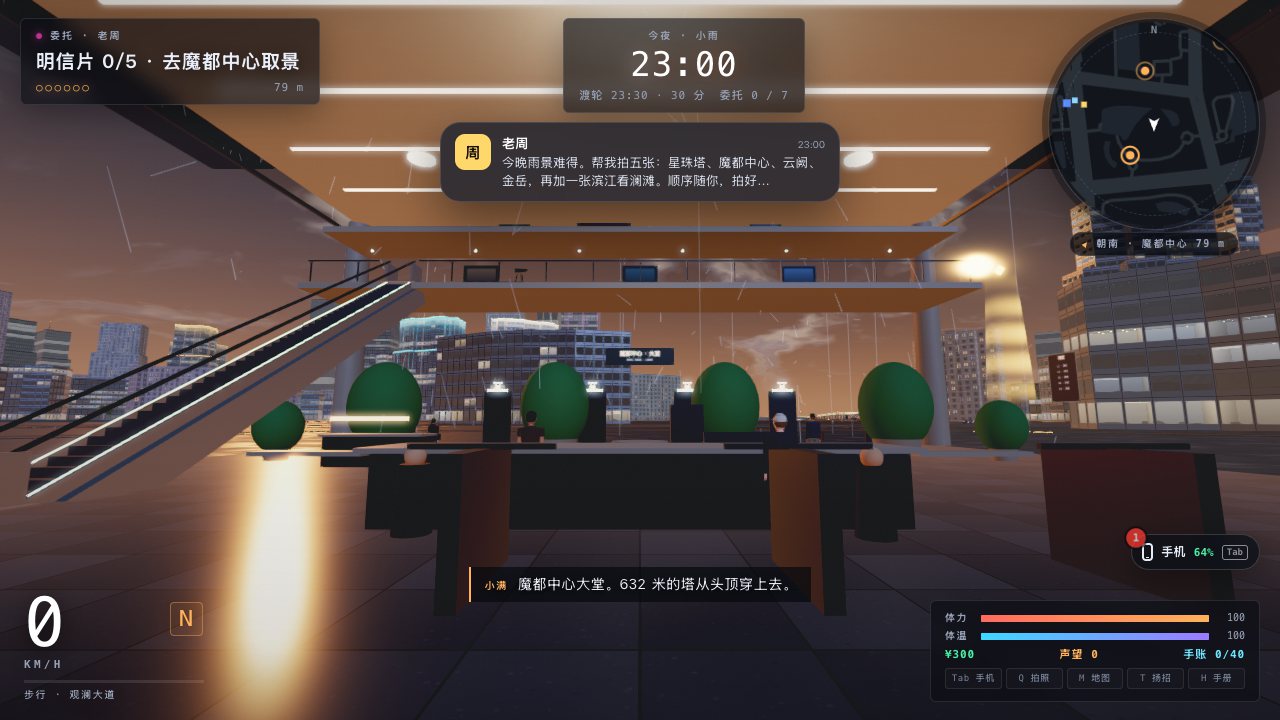 委托 · 老周
明信片 0/5 · 去魔都中心取景
79 m
今夜 · 小雨
23:00
渡轮 23:30 · 30 分 委托 0 / 7
周
老周
23:00
今晚雨景难得。帮我拍五张：星珠塔、魔都中心、云阙、
金岳，再加一张滨江看澜滩。顺序随你，拍好…
N
朝南 · 魔都中心 79 m
1
手机 64% Tab
小满 魔都中心大堂。632 米的塔从头顶穿上去。
0
KM/H
N
步行 · 观澜大道
体力 100
体温 100
¥300 声望 0 手账 0/40
Tab 手机 Q 拍照 M 地图 T 扬招 H 手册